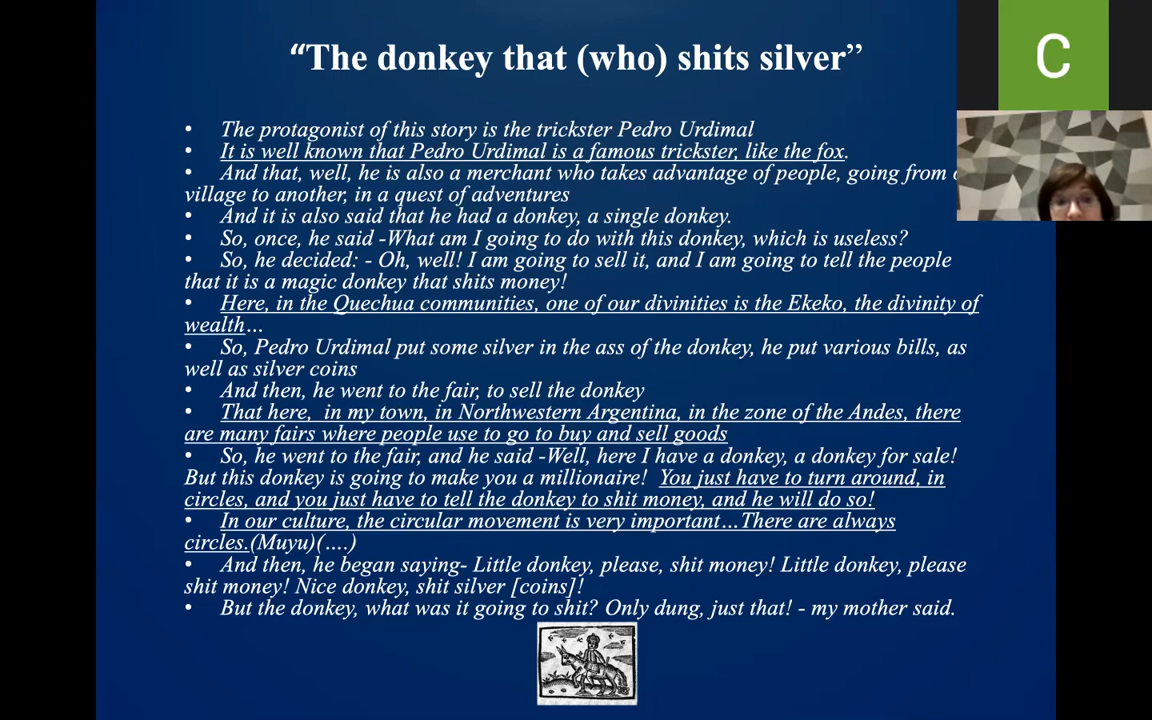 “The donkey that (who) shits silver”
• The protagonist of this story is the trickster Pedro Urdimal
• It is well known that Pedro Urdimal is a famous trickster, like the fox.
• And that, well, he is also a merchant who takes advantage of people, going from
village to another, in a quest of adventures
• And it is also said that he had a donkey, a single donkey.
• So, once, he said -What am I going to do with this donkey, which is useless?
• So, he decided: - Oh, well! I am going to sell it, and I am going to tell the people
that it is a magic donkey that shits money!
• Here, in the Quechua communities, one of our divinities is the Ekeko, the divinity of
wealth…
• So, Pedro Urdimal put some silver in the ass of the donkey, he put various bills, as
well as silver coins
• And then, he went to the fair, to sell the donkey
• That here, in my town, in Northwestern Argentina, in the zone of the Andes, there
are many fairs where people use to go to buy and sell goods
• So, he went to the fair, and he said -Well, here I have a donkey, a donkey for sale!
But this donkey is going to make you a millionaire! You just have to turn around, in
circles, and you just have to tell the donkey to shit money, and he will do so!
• In our culture, the circular movement is very important…There are always
circles.(Muyu)(….)
• And then, he began saying- Little donkey, please, shit money! Little donkey, please
shit money! Nice donkey, shit silver [coins]!
• But the donkey, what was it going to shit? Only dung, just that! - my mother said.
C